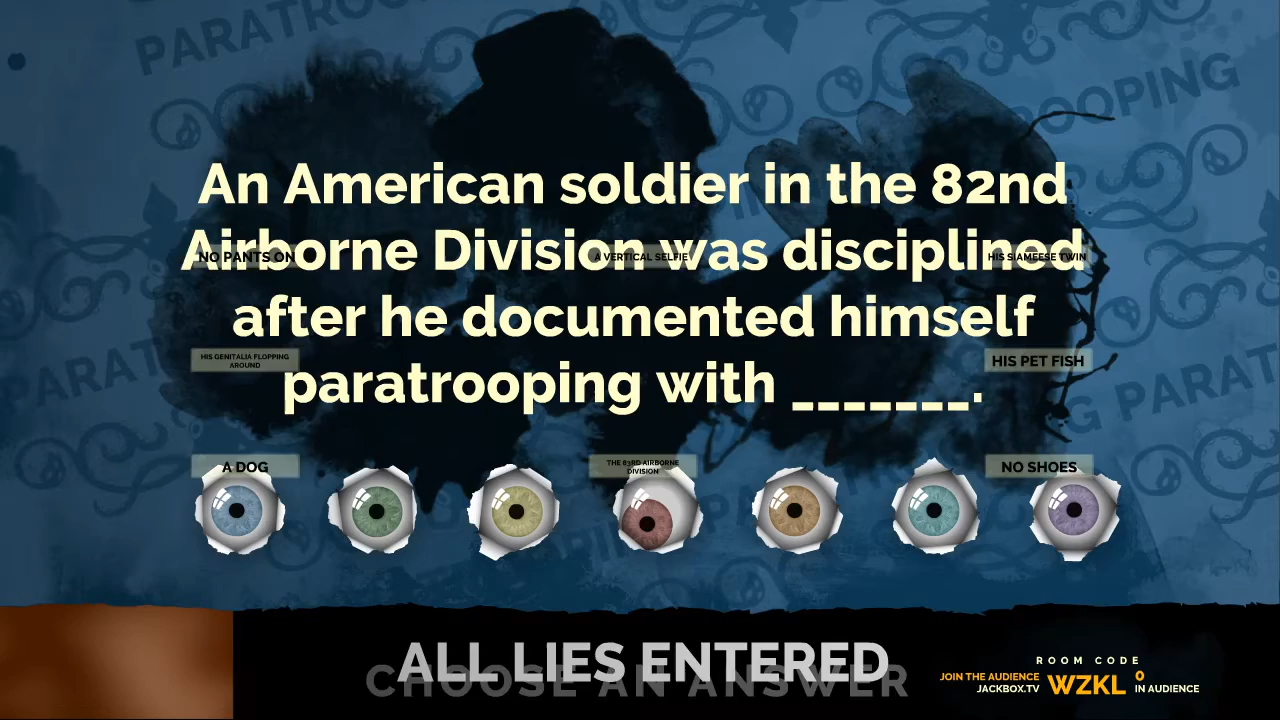 PARATROOPING
ROOPING
An American soldier in the 82nd
Airborne Division was disciplined
NO PANTS ON
A VERTICAL SELFIE
HIS SIAMEESE TWIN
after he documented himself
HIS GENITALIA FLOPPING
AROUND
HIS PET FISH
paratrooping with _______.
G PARAT
A DOG
THE 83RD AIRBORNE
DIVISION
NO SHOES
ALL LIES ENTERED
CHOOSE AN ANSWER
ROOM CODE
JOIN THE AUDIENCE
JACKBOX.TV
WZKL
0
IN AUDIENCE